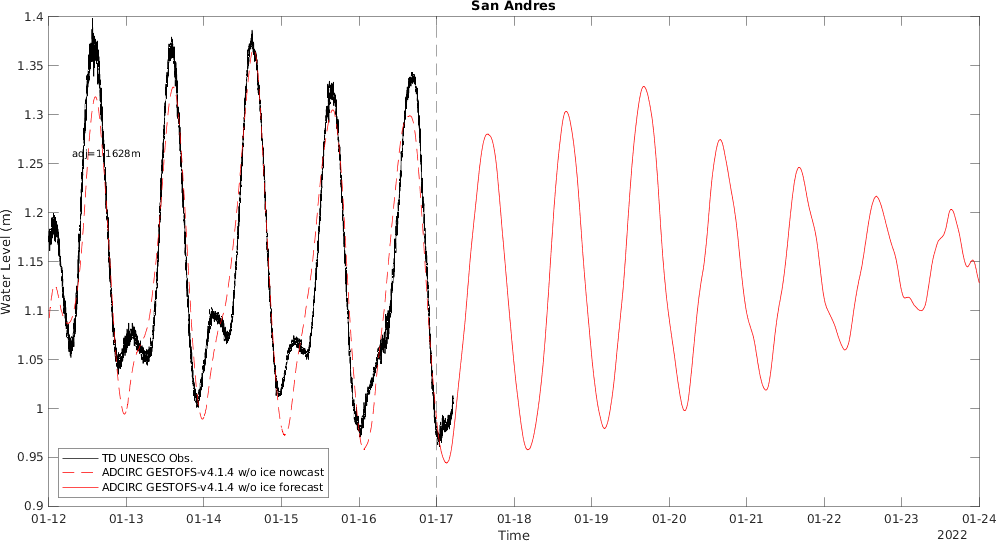 San Andres
1.4
1.35
1.3
1.25
1.2
1.15
1.1
1.05
1
0.95
0.9
Water Level (m)
adj=1.1628m
TD UNESCO Obs.
ADCIRC GESTOFS-v4.1.4 w/o ice nowcast
ADCIRC GESTOFS-v4.1.4 w/o ice forecast
01-12 01-13 01-14 01-15 01-16 01-17 01-18 01-19 01-20 01-21 01-22 01-23 01-24
Time
2022